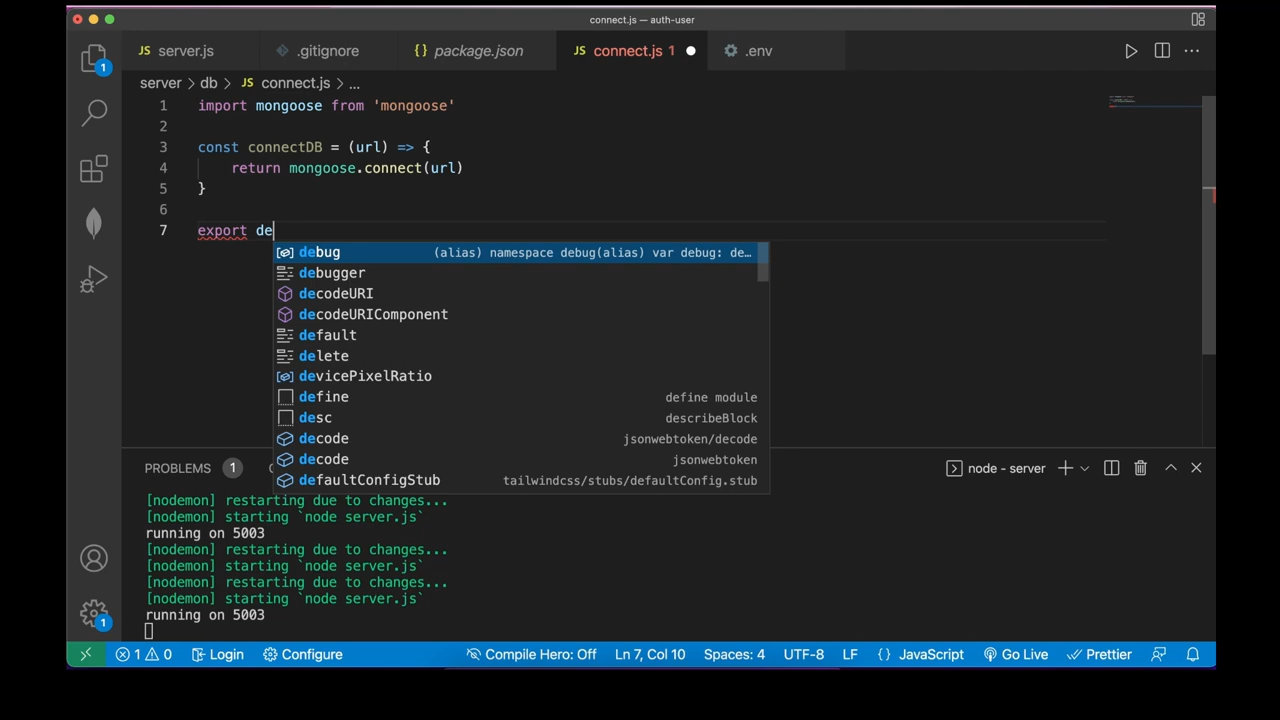 connect.js — auth-user
JS server.js .gitignore {} package.json JS connect.js 1 .env
server > db > JS connect.js > ...
1 import mongoose from 'mongoose'
2
3 const connectDB = (url) => {
4 return mongoose.connect(url)
5 }
6
7 export de
debug (alias) namespace debug(alias) var debug: de…
debugger
decodeURI
decodeURIComponent
default
delete
devicePixelRatio
define define module
desc describeBlock
decode jsonwebtoken/decode
decode jsonwebtoken
defaultConfigStub tailwindcss/stubs/defaultConfig.stub
PROBLEMS 1 node - server
[nodemon] restarting due to changes...
[nodemon] starting `node server.js`
running on 5003
[nodemon] restarting due to changes...
[nodemon] starting `node server.js`
[nodemon] restarting due to changes...
[nodemon] starting `node server.js`
running on 5003
1 0 Login Configure Compile Hero: Off Ln 7, Col 10 Spaces: 4 UTF-8 LF {} JavaScript Go Live Prettier
1
1